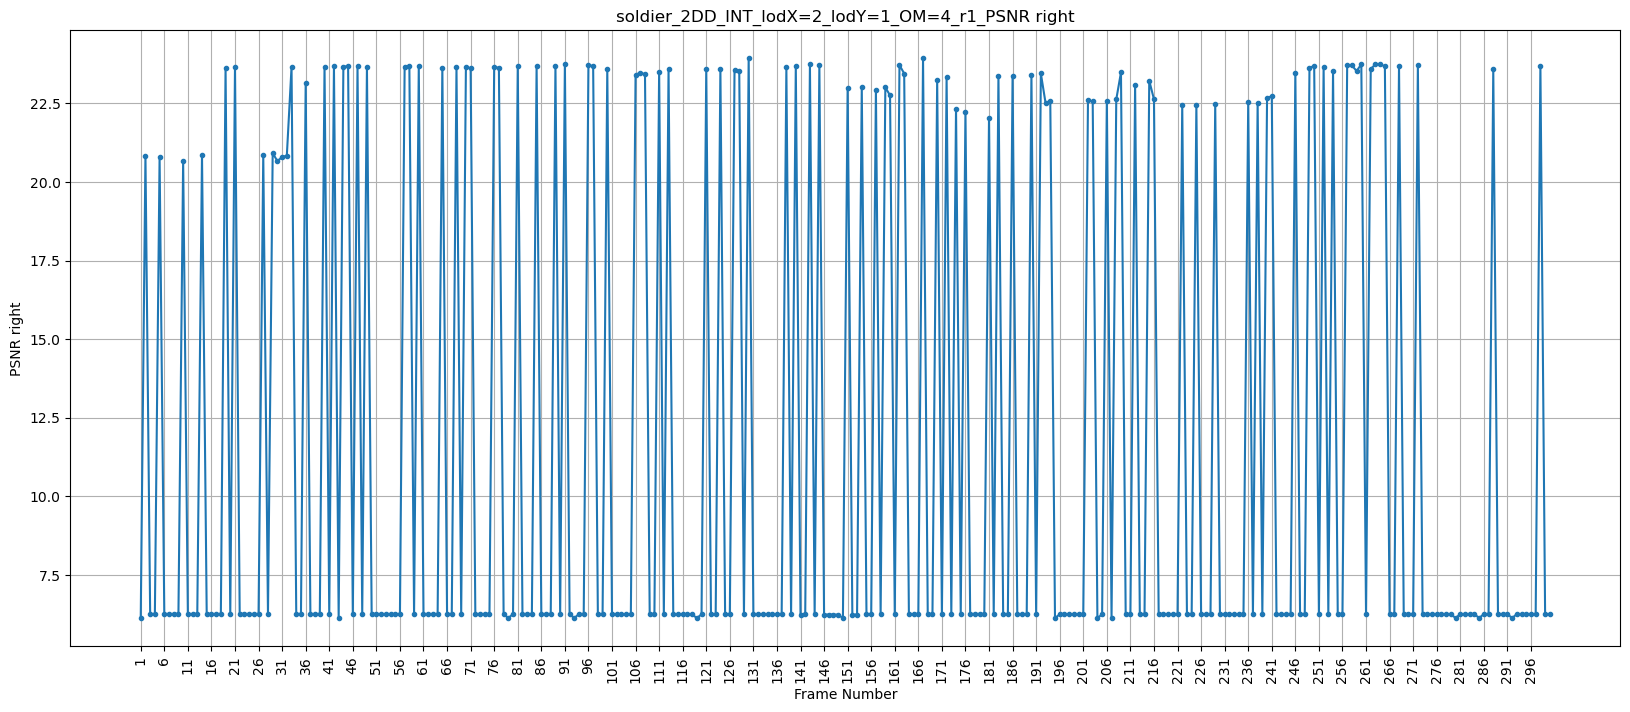 soldier_2DD_INT_lodX=2_lodY=1_OM=4_r1_PSNR right
PSNR right
22.5
20.0
17.5
15.0
12.5
10.0
7.5
1 6 11 16 21 26 31 36 41 46 51 56 61 66 71 76 81 86 91 96 101 106 111 116 121 126 131 136 141 146 151 156 161 166 171 176 181 186 191 196 201 206 211 216 221 226 231 236 241 246 251 256 261 266 271 276 281 286 291 296
Frame Number